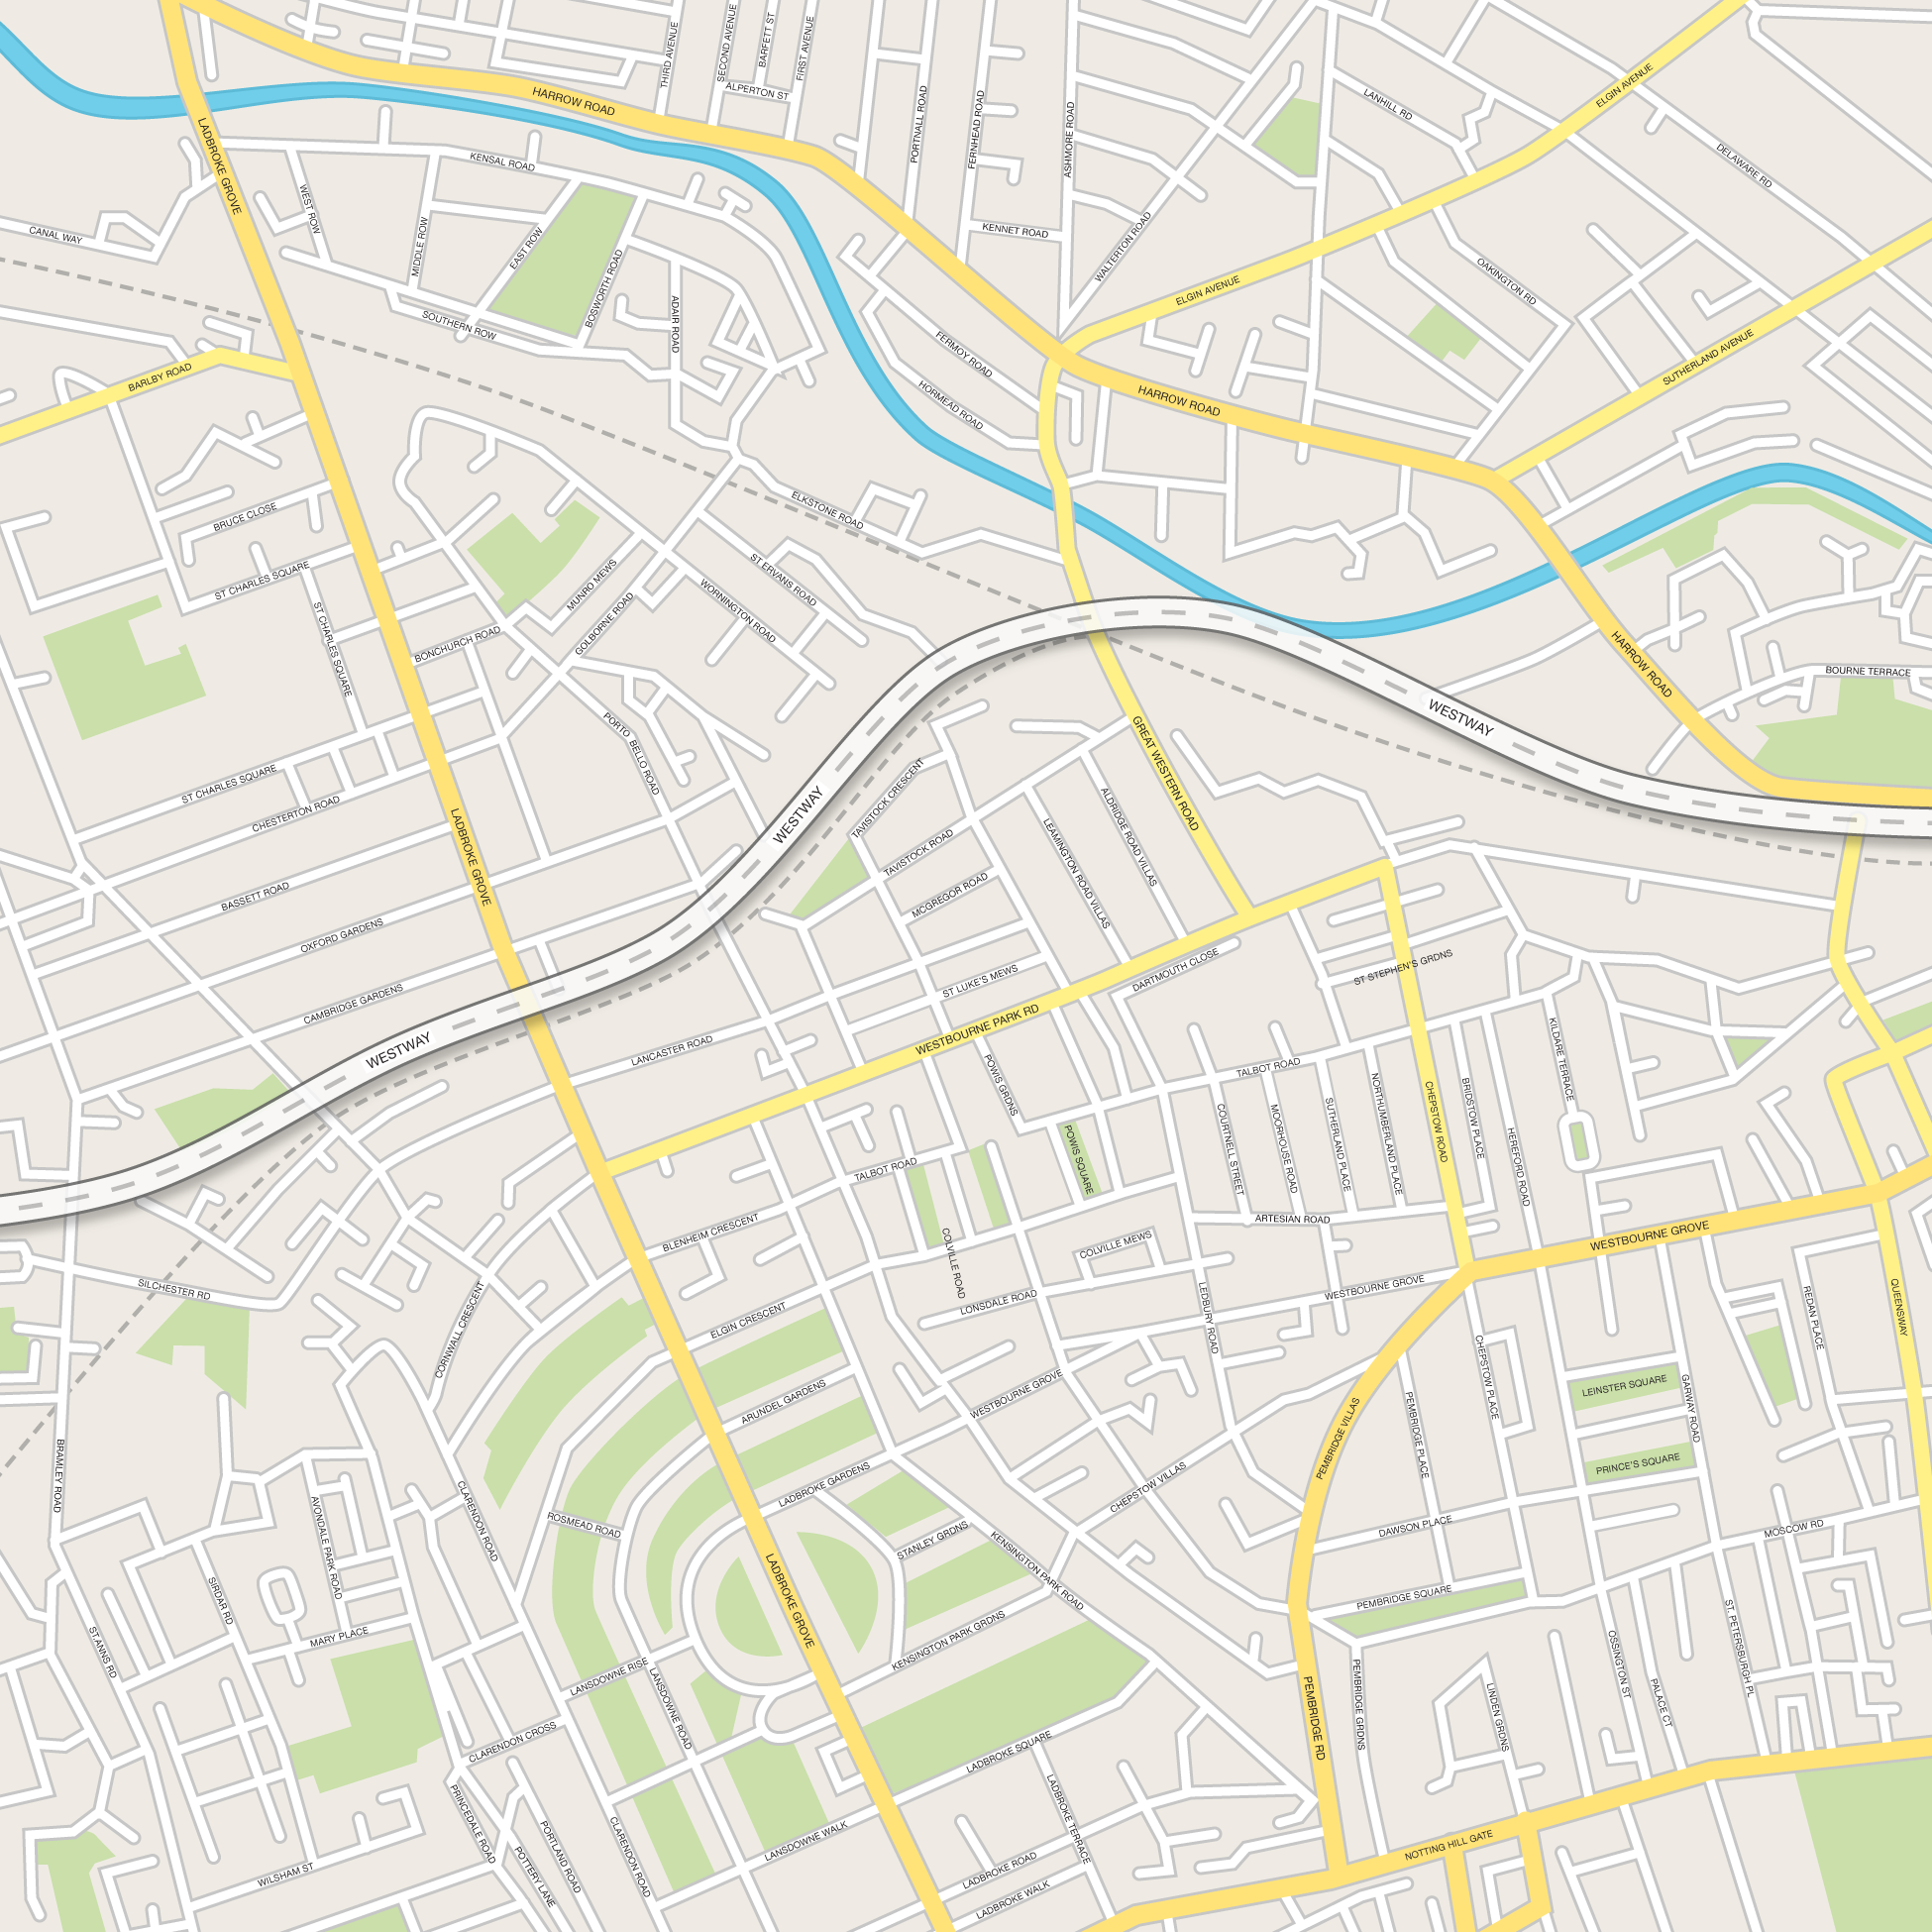 THIRD AVENUE
SECOND AVENUE
BARFETT ST
FIRST AVENUE
ALPERTON ST
HARROW ROAD
PORTNALL ROAD
FERNHEAD ROAD
ASHMORE ROAD
LANHILL RD
ELGIN AVENUE
DELAWARE RD
LADBROKE GROVE
KENSAL ROAD
WEST ROW
CANAL WAY
MIDDLE ROW
EAST ROW
BOSWORTH ROAD
KENNET ROAD
WALTERTON ROAD
ELGIN AVENUE
OAKINGTON RD
SOUTHERN ROW
ADAIR ROAD
FERMOY ROAD
HORMEAD ROAD
HARROW ROAD
SUTHERLAND AVENUE
BARLBY ROAD
BRUCE CLOSE
ELKSTONE ROAD
ST CHARLES SQUARE
MUNRO MEWS
ST ERVANS ROAD
WORNINGTON ROAD
GOLBORNE ROAD
ST CHARLES SQUARE
BONCHURCH ROAD
HARROW ROAD
BOURNE TERRACE
PORTO BELLO ROAD
WESTWAY
GREAT WESTERN ROAD
ST CHARLES SQUARE
CHESTERTON ROAD
WESTWAY
TAVISTOCK CRESCENT
TAVISTOCK ROAD
ALDRIDGE ROAD VILLAS
LEAMINGTON ROAD VILLAS
LADBROKE GROVE
BASSETT ROAD
MCGREGOR ROAD
OXFORD GARDENS
ST LUKE'S MEWS
DARTMOUTH CLOSE
ST STEPHEN'S GRDNS
CAMBRIDGE GARDENS
WESTWAY
LANCASTER ROAD
WESTBOURNE PARK RD
POWIS GRDNS
TALBOT ROAD
KILDARE TERRACE
NORTHUMBERLAND PLACE
CHEPSTOW ROAD
BRIDSTOW PLACE
COURTNELL STREET
MOORHOUSE ROAD
SUTHERLAND PLACE
HEREFORD ROAD
POWIS SQUARE
TALBOT ROAD
ARTESIAN ROAD
BLENHEIM CRESCENT
COLVILLE ROAD
COLVILLE MEWS
WESTBOURNE GROVE
SILCHESTER RD
CORNWALL CRESCENT
ELGIN CRESCENT
LONSDALE ROAD
LEDBURY ROAD
WESTBOURNE GROVE
REDAN PLACE
QUEENSWAY
CHEPSTOW PLACE
LEINSTER SQUARE
GARWAY ROAD
ARUNDEL GARDENS
WESTBOURNE GROVE
PEMBRIDGE VILLAS
PEMBRIDGE PLACE
PRINCE'S SQUARE
BRAMLEY ROAD
LADBROKE GARDENS
CHEPSTOW VILLAS
CLARENDON ROAD
AVONDALE PARK ROAD
ROSMEAD ROAD
STANLEY GRDNS
KENSINGTON PARK ROAD
DAWSON PLACE
MOSCOW RD
PEMBRIDGE SQUARE
SIRDAR RD
LADBROKE GROVE
ST.ANNS RD
MARY PLACE
KENSINGTON PARK GRDNS
LANSDOWNE RISE
LANSDOWNE ROAD
OSSINGTON ST
ST. PETERSBURGH PL
PALACE CT
PEMBRIDGE RD
PEMBRIDGE GRDNS
LINDEN GRDNS
CLARENDON CROSS
LADBROKE SQUARE
PRINCEDALE ROAD
PORTLAND ROAD
POTTERY LANE
CLARENDON ROAD
LANSDOWNE WALK
LADBROKE TERRACE
NOTTING HILL GATE
WILSHAM ST
LADBROKE ROAD
LADBROKE WALK